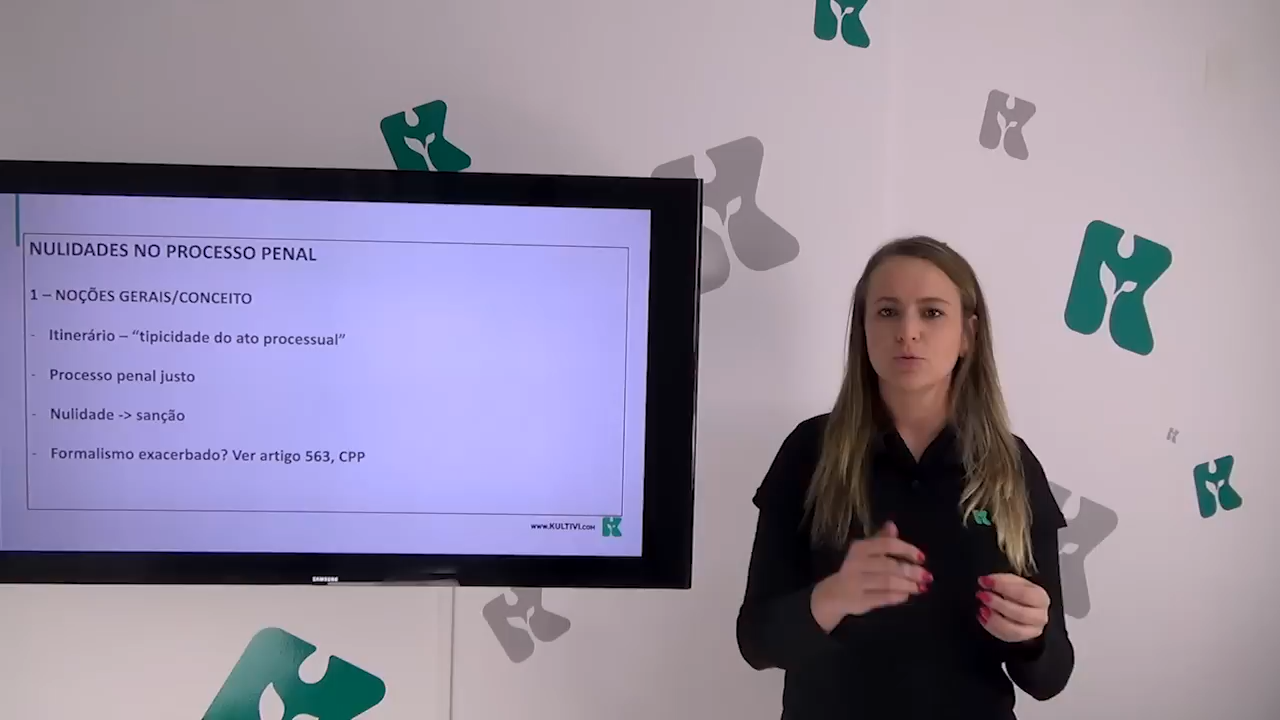 NULIDADES NO PROCESSO PENAL
1 – NOÇÕES GERAIS/CONCEITO
- Itinerário – “tipicidade do ato processual”
- Processo penal justo
- Nulidade -> sanção
- Formalismo exacerbado? Ver artigo 563, CPP
www.KULTIVI.COM
SAMSUNG